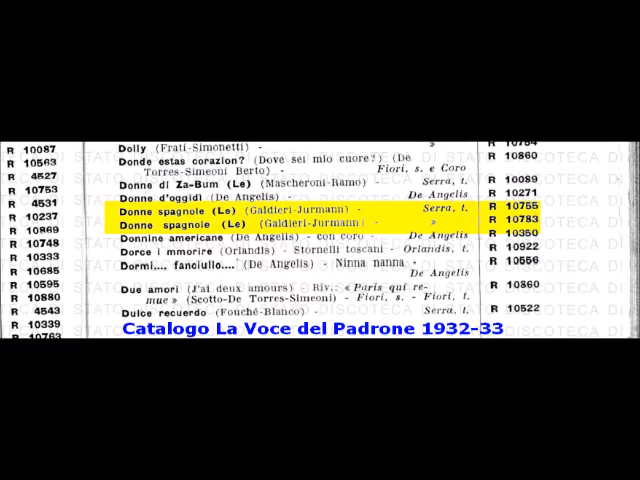 R 10087
R 10563
R 4527
R 10753
R 4531
R 10237
R 10869
R 10748
R 10333
R 10685
R 10595
R 10880
R 4543
R 10339
R 10763
Dolly (Frati-Simonetti) - »
Donde estas corazion? (Dove sei mio cuore?) (De
Torres-Simeoni Berto) - Fiori, s. e Coro
Donne di Za-Bum (Le) (Mascheroni-Ramo) - Serra, t.
Donne d'oggidì (De Angelis) - De Angelis
Donne spagnole (Le) (Galdieri-Jurmann) - Serra, t.
Donne spagnole (Le) (Galdieri-Jurmann) - »
Donnine americane (De Angelis) - con coro - De Angelis
Dorce i mmorire (Orlandis) - Stornelli toscani - Orlandis, t.
Dormi.... fanciullo.... (De Angelis) - Ninna nanna -
De Angelis
Due amori (J'ai deux amours) - Riv.: « Paris qui re-
mue » (Scotto-De Torres-Simeoni) - Fiori, s. - Fiori, t.
Dulce recuerdo (Fouché-Blanco) - Serra, t.
R 10754
R 10860
R 10089
R 10271
R 10755
R 10783
R 10350
R 10922
R 10556
R 10860
R 10522
DISCOTECA DI STATO
Catalogo La Voce del Padrone 1932-33